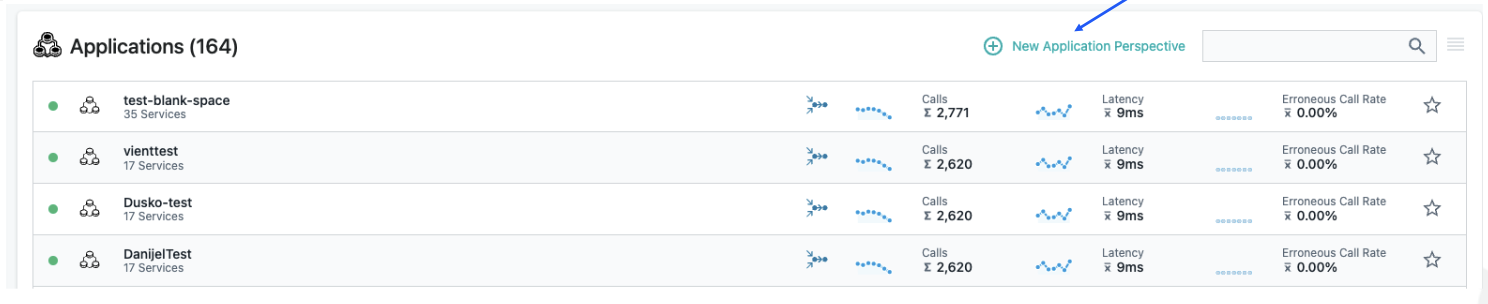 Applications (164)
New Application Perspective
test-blank-space
35 Services
Calls
Σ 2,771
Latency
x̅ 9ms
Erroneous Call Rate
x̅ 0.00%
vienttest
17 Services
Calls
Σ 2,620
Latency
x̅ 9ms
Erroneous Call Rate
x̅ 0.00%
Dusko-test
17 Services
Calls
Σ 2,620
Latency
x̅ 9ms
Erroneous Call Rate
x̅ 0.00%
DanijelTest
17 Services
Calls
Σ 2,620
Latency
x̅ 9ms
Erroneous Call Rate
x̅ 0.00%